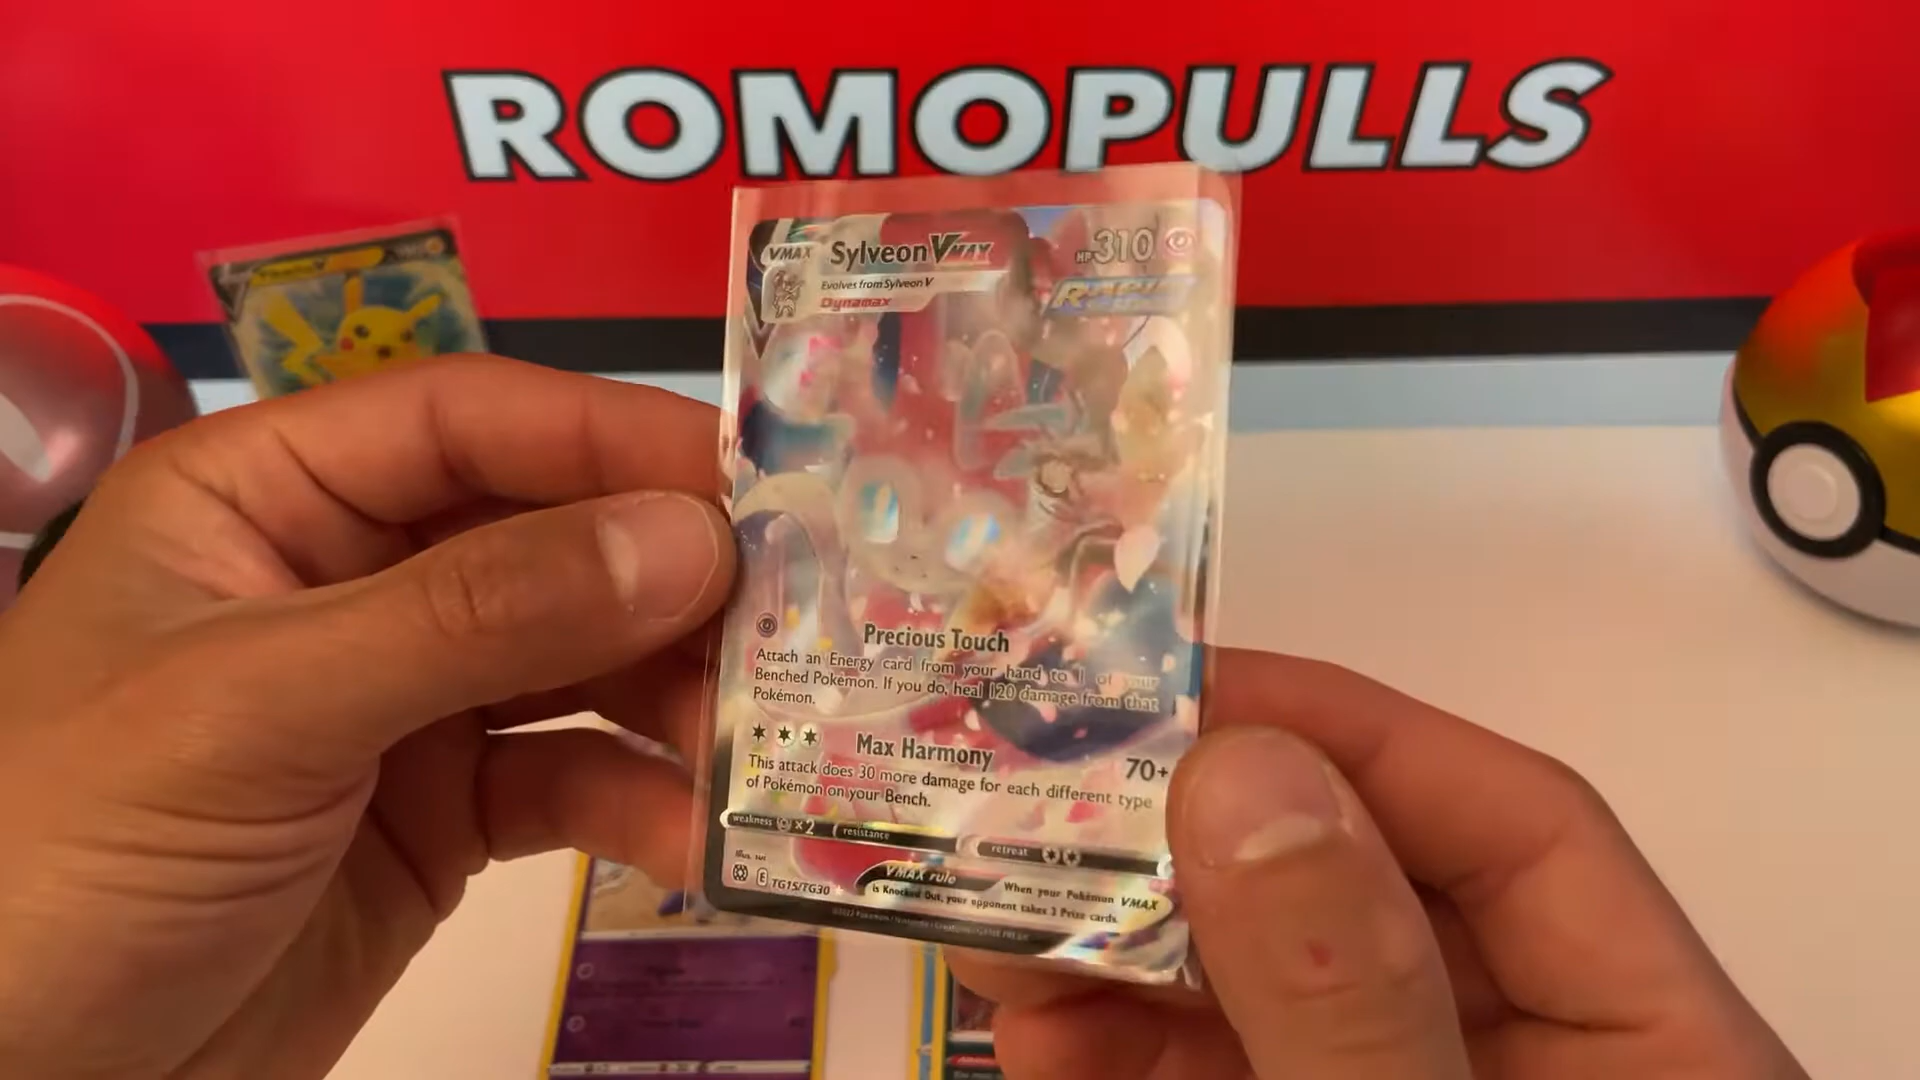 ROMOPULLS
VMAX Sylveon VMAX HP 310
Evolves from Sylveon V
Dynamax
Precious Touch
Attach an Energy card from your hand to 1 of your
Benched Pokémon. If you do, heal 120 damage from that
Pokémon.
Max Harmony 70+
This attack does 30 more damage for each different type
of Pokémon on your Bench.
weakness ×2 resistance retreat
VMAX rule When your Pokémon VMAX
is Knocked Out, your opponent takes 3 Prize cards.
E TG15/TG30